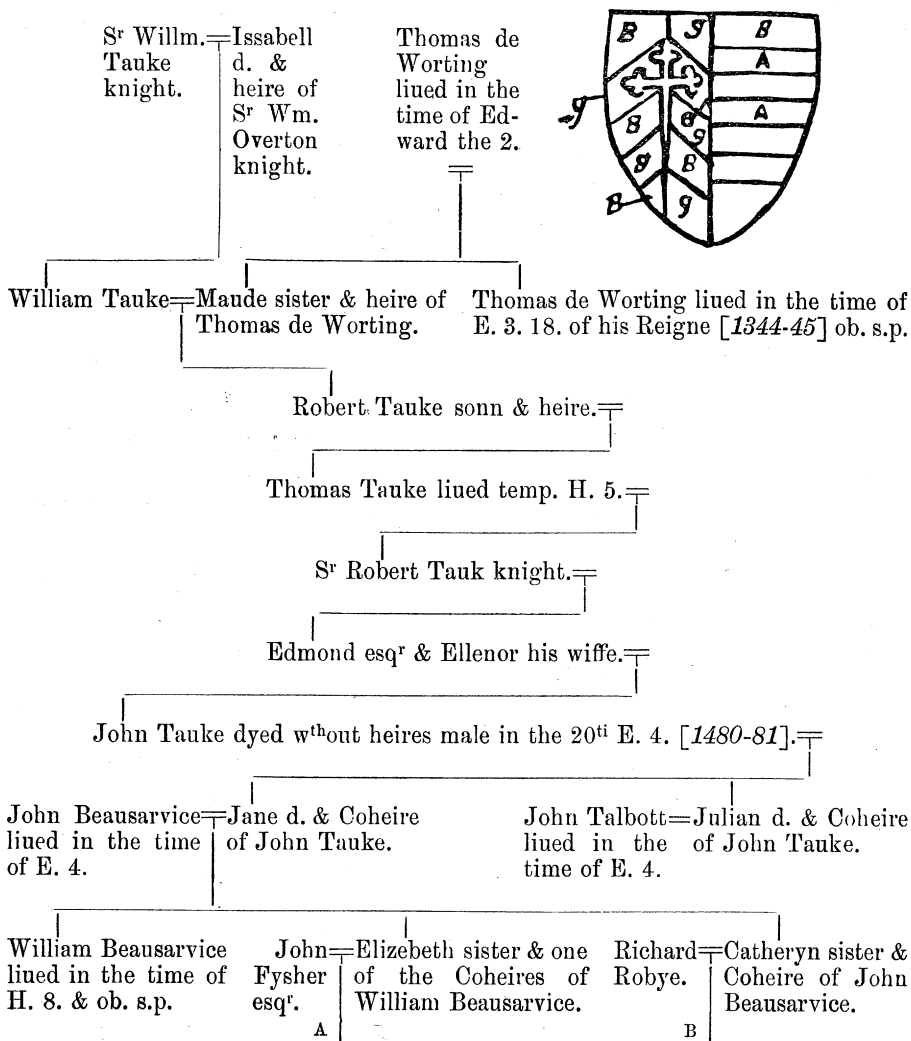 Sr Willm.
Tauke
knight.
Issabell
d. &
heire of
Sr Wm.
Overton
knight.
Thomas de
Worting
liued in the
time of Ed-
ward the 2.
B
g
B
A
A
g
B
e
g
g
B
B
g
William Tauke
Maude sister & heire of
Thomas de Worting.
Thomas de Worting liued in the time of
E. 3. 18. of his Reigne [1344-45] ob. s.p.
Robert Tauke sonn & heire.
Thomas Tauke liued temp. H. 5.
Sr Robert Tauk knight.
Edmond esqr & Ellenor his wiffe.
John Tauke dyed wthout heires male in the 20ti E. 4. [1480-81].
John Beausarvice
liued in the time
of E. 4.
Jane d. & Coheire
of John Tauke.
John Talbott
liued in the
time of E. 4.
Julian d. & Coheire
of John Tauke.
William Beausarvice
liued in the time of
H. 8. & ob. s.p.
John
Fysher
esqr.
A
Elizebeth sister & one
of the Coheires of
William Beausarvice.
Richard
Robye.
B
Catheryn sister &
Coheire of John
Beausarvice.